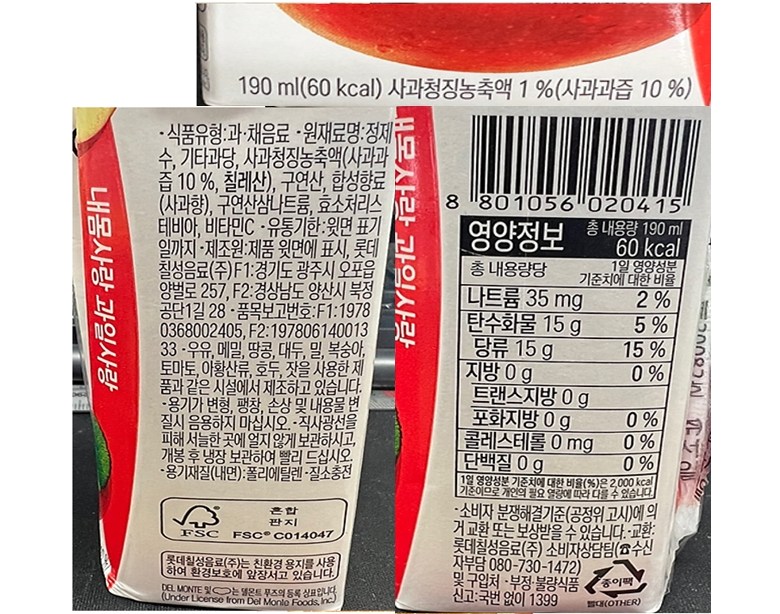 190 ml(60 kcal) 사과청징농축액 1 %(사과과즙 10 %)
내몸사랑 과일사랑
·식품유형:과·채음료 ·원재료명:정제
수, 기타과당, 사과청징농축액(사과과
즙 10 %, 칠레산), 구연산, 합성향료
(사과향), 구연산삼나트륨, 효소처리스
테비아, 비타민C ·유통기한:윗면 표기
일까지 ·제조원:제품 윗면에 표시, 롯데
칠성음료(주) F1:경기도 광주시 오포읍
양벌로 257, F2:경상남도 양산시 북정
공단1길 28 ·품목보고번호:F1:1978
0368002405, F2:197806140013
33 ·우유, 메밀, 땅콩, 대두, 밀, 복숭아,
토마토, 아황산류, 호두, 잣을 사용한 제
품과 같은 시설에서 제조하고 있습니다.
·용기가 변형, 팽창, 손상 및 내용물 변
질시 음용하지 마십시오. ·직사광선을
피해 서늘한 곳에 얼지 않게 보관하시고,
개봉 후 냉장 보관하여 빨리 드십시오.
·용기재질(내면):폴리에틸렌 ·질소충전
FSC
혼합
판지
FSC® C014047
롯데칠성음료(주)는 친환경 용지를 사용
하여 환경보호에 앞장서고 있습니다.
DEL MONTE 및 는 델몬트 푸즈의 등록 상표입니다.
(Under License from Del Monte Foods, Inc.)
내몸사랑 과일사랑
8 801056 020415
영양정보
총 내용량 190 ml
60 kcal
총 내용량당
1일 영양성분
기준치에 대한 비율
나트륨 35 mg 2 %
탄수화물 15 g 5 %
당류 15 g 15 %
지방 0 g 0 %
트랜스지방 0 g
포화지방 0 g 0 %
콜레스테롤 0 mg 0 %
단백질 0 g 0 %
1일 영양성분 기준치에 대한 비율(%)은 2,000 kcal
기준이므로 개인의 필요 열량에 따라 다를 수 있습니다.
·소비자 분쟁해결기준(공정위 고시)에 의
거 교환 또는 보상받을 수 있습니다. ·교환:
롯데칠성음료(주) 소비자상담팀(☎수신
자부담 080-730-1472)
및 구입처 ·부정·불량식품
신고:국번 없이 1399
종이팩
빨대(OTHER)